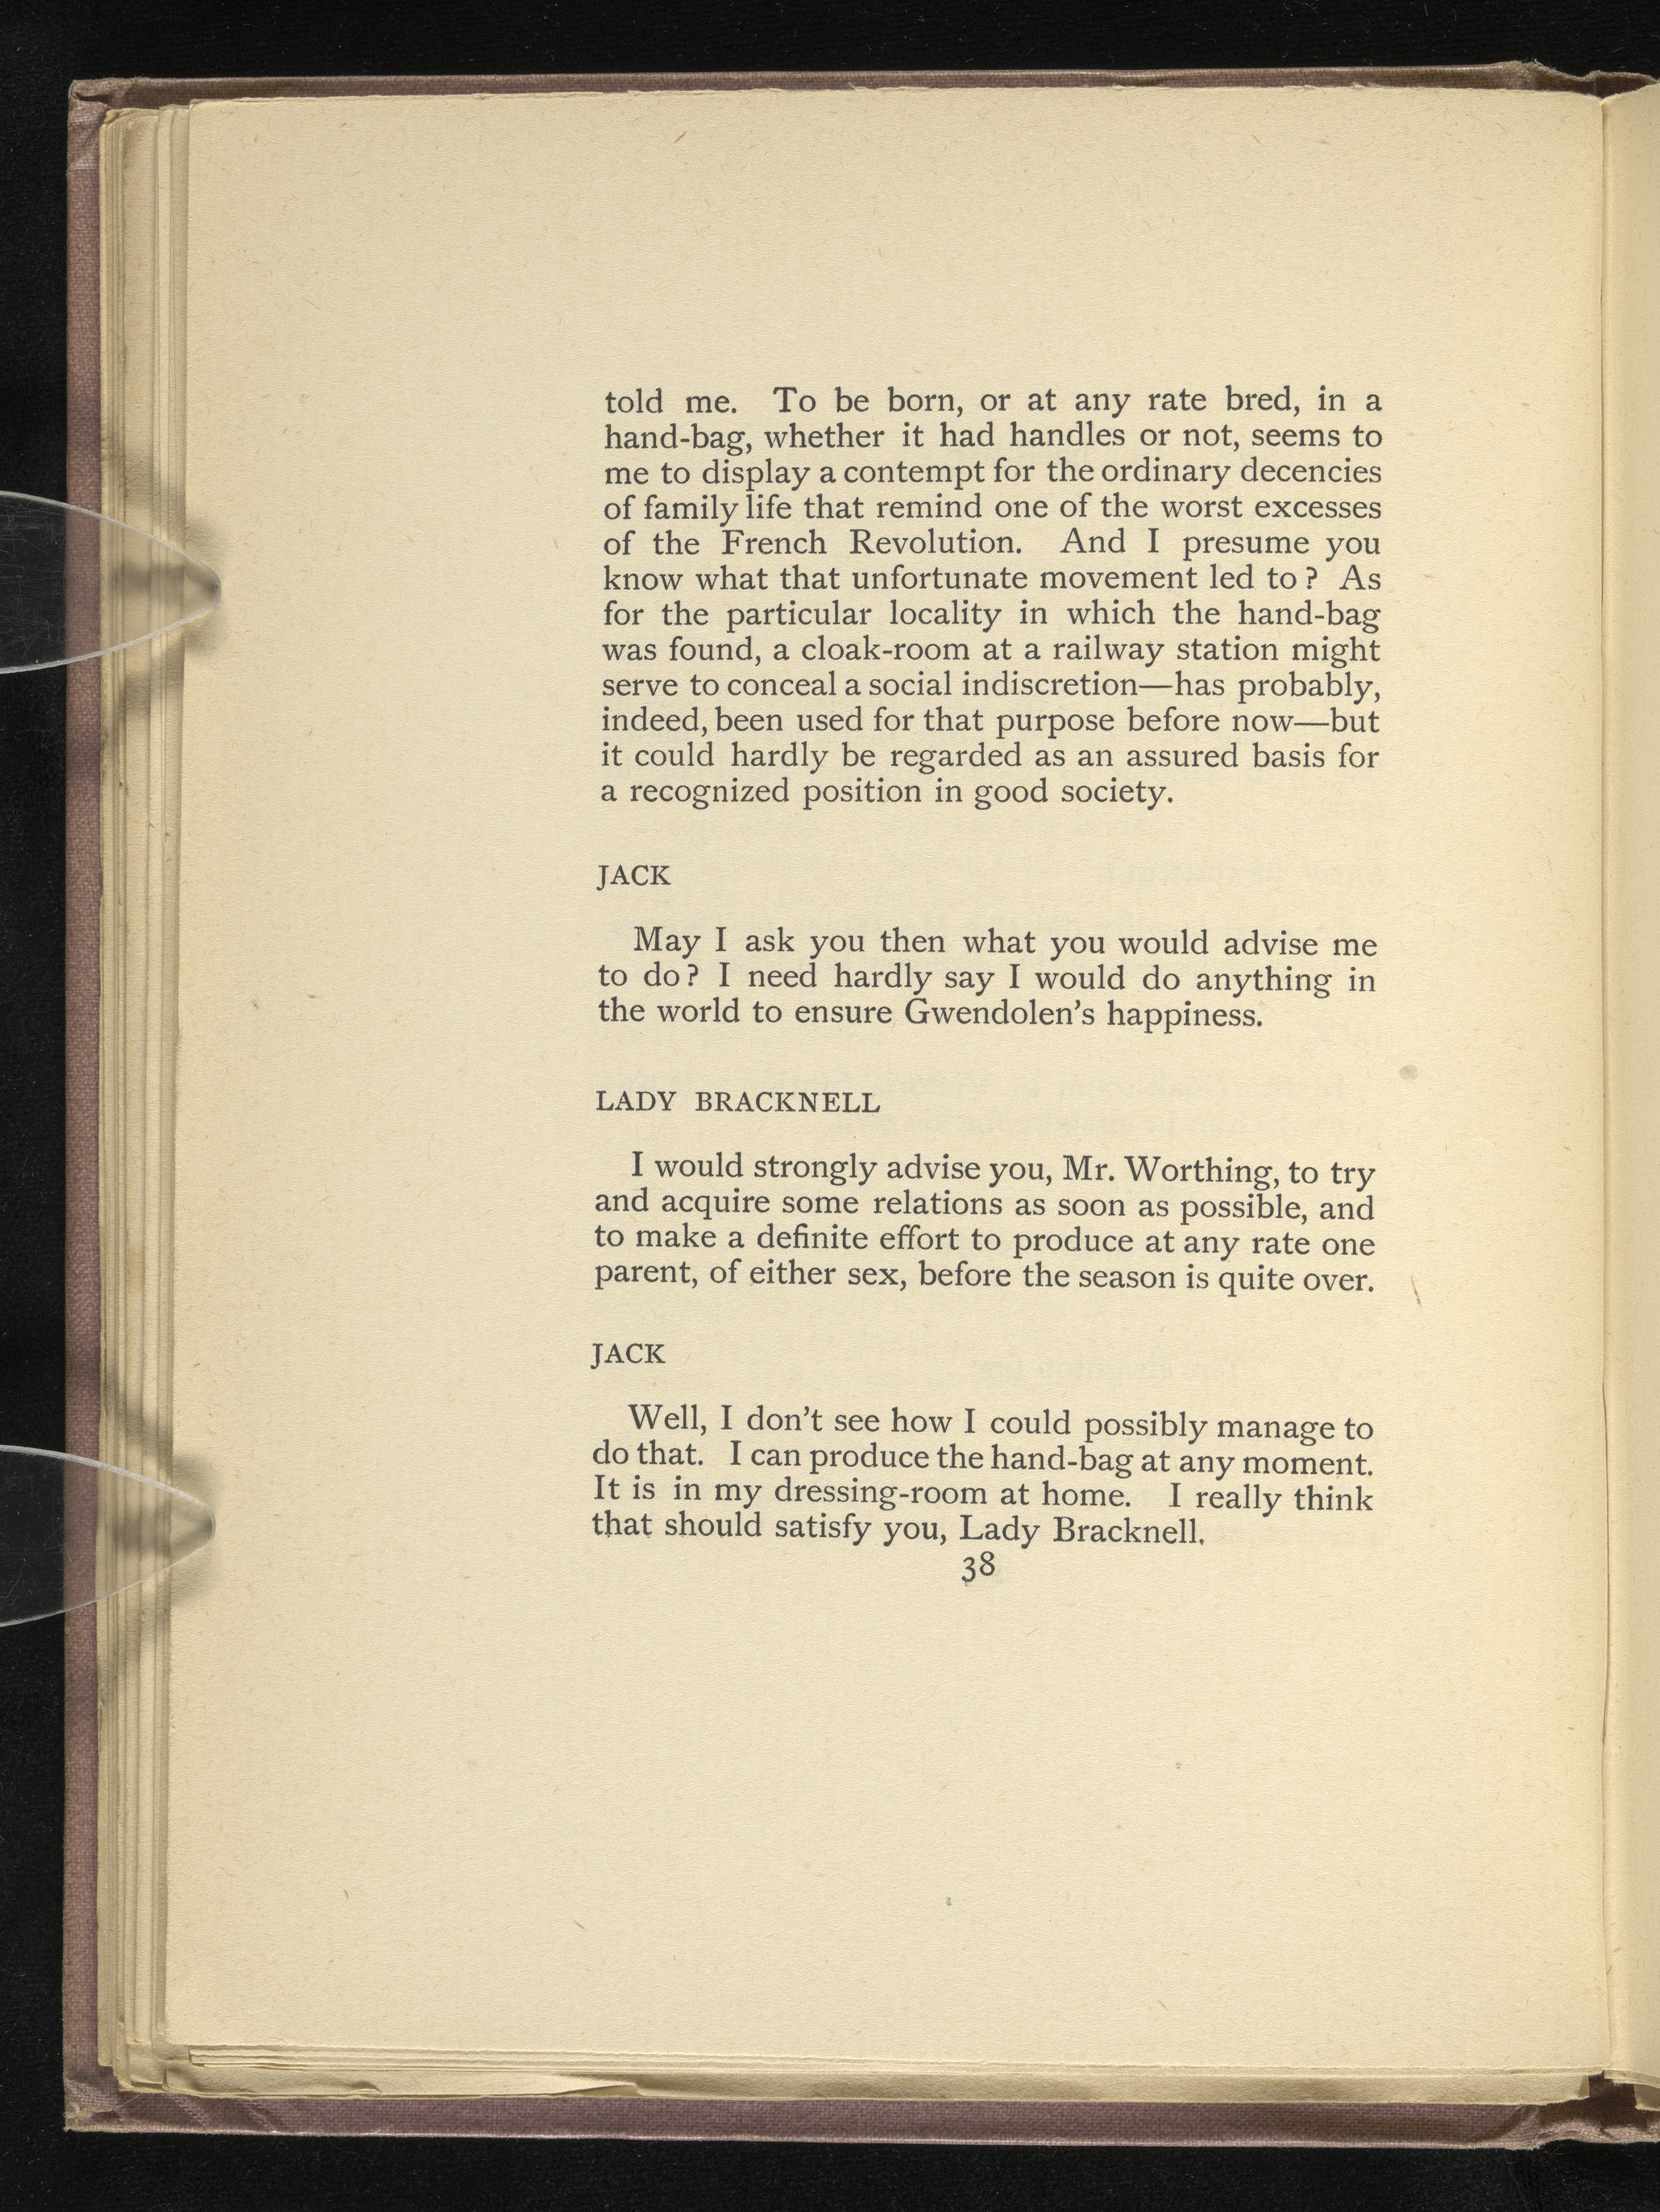 told me. To be born, or at any rate bred, in a
hand-bag, whether it had handles or not, seems to
me to display a contempt for the ordinary decencies
of family life that remind one of the worst excesses
of the French Revolution. And I presume you
know what that unfortunate movement led to? As
for the particular locality in which the hand-bag
was found, a cloak-room at a railway station might
serve to conceal a social indiscretion—has probably,
indeed, been used for that purpose before now—but
it could hardly be regarded as an assured basis for
a recognized position in good society.
JACK
May I ask you then what you would advise me
to do? I need hardly say I would do anything in
the world to ensure Gwendolen's happiness.
LADY BRACKNELL
I would strongly advise you, Mr. Worthing, to try
and acquire some relations as soon as possible, and
to make a definite effort to produce at any rate one
parent, of either sex, before the season is quite over.
JACK
Well, I don't see how I could possibly manage to
do that. I can produce the hand-bag at any moment.
It is in my dressing-room at home. I really think
that should satisfy you, Lady Bracknell.
38